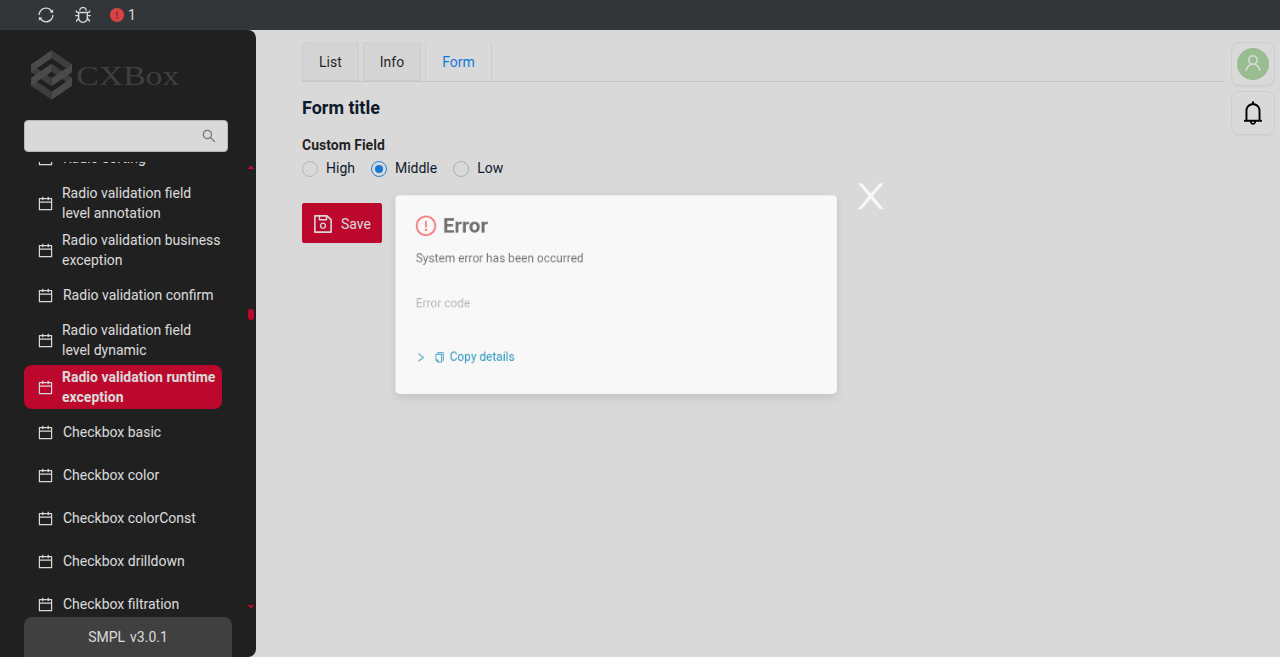 1
CXBox
Radio sorting
Radio validation field
level annotation
Radio validation business
exception
Radio validation confirm
Radio validation field
level dynamic
Radio validation runtime
exception
Checkbox basic
Checkbox color
Checkbox colorConst
Checkbox drilldown
Checkbox filtration
SMPL v3.0.1
List Info Form
Form title
Custom Field
High Middle Low
Save
Error
System error has been occurred
Error code
Copy details